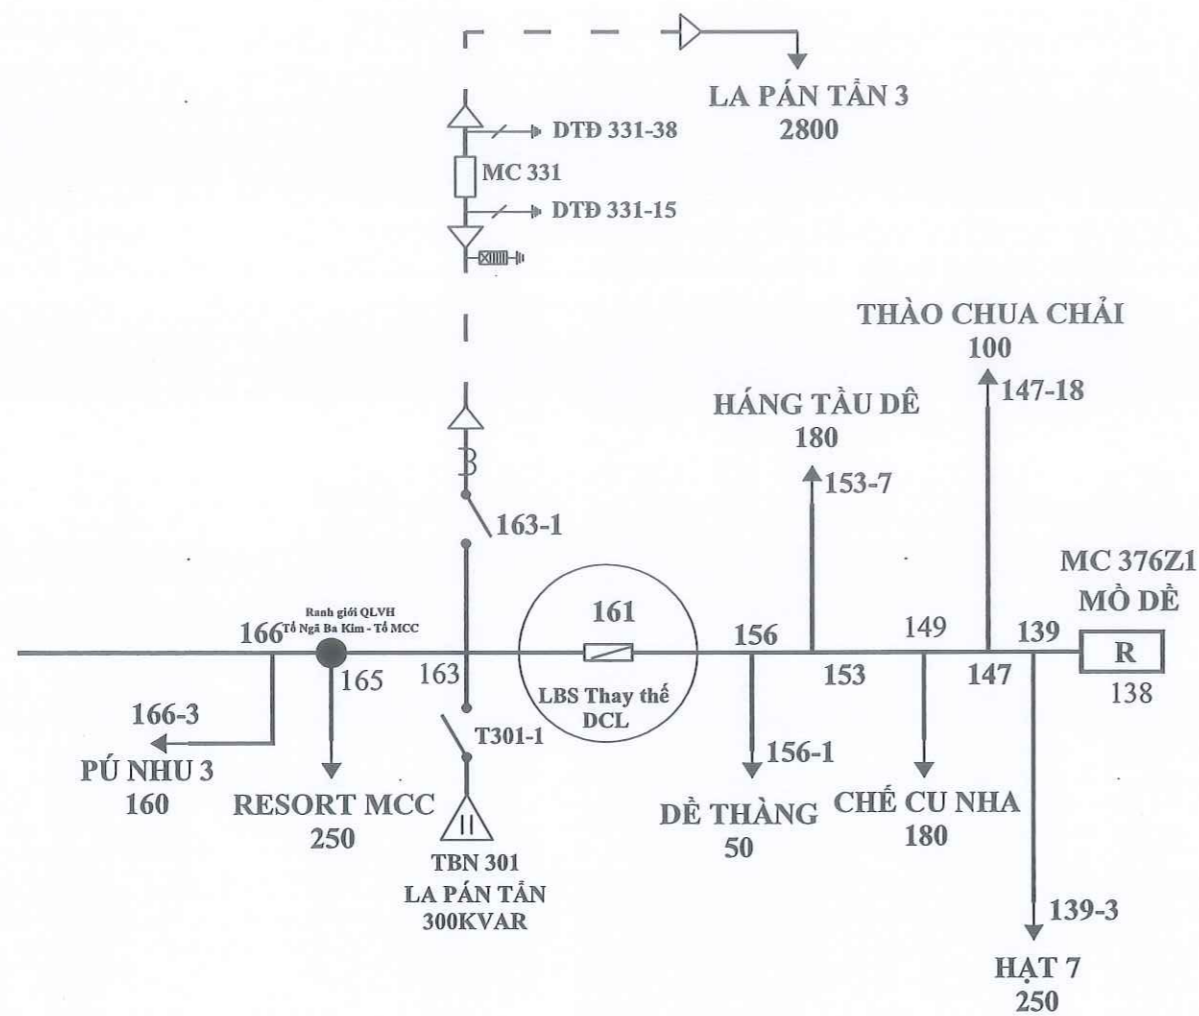 LA PÁN TẨN 3
2800
DTĐ 331-38
MC 331
DTĐ 331-15
THÀO CHUA CHẢI
100
147-18
HÁNG TẦU DÊ
180
153-7
163-1
MC 376Z1
MỒ DỀ
R
138
Ranh giới QLVH
Tổ Ngã Ba Kim - Tổ MCC
166
165
163
161
LBS Thay thế
DCL
156
153
149
147
139
166-3
PÚ NHU 3
160
RESORT MCC
250
T301-1
TBN 301
LA PÁN TẨN
300KVAR
156-1
DỀ THÀNG
50
CHẾ CU NHA
180
139-3
HẠT 7
250